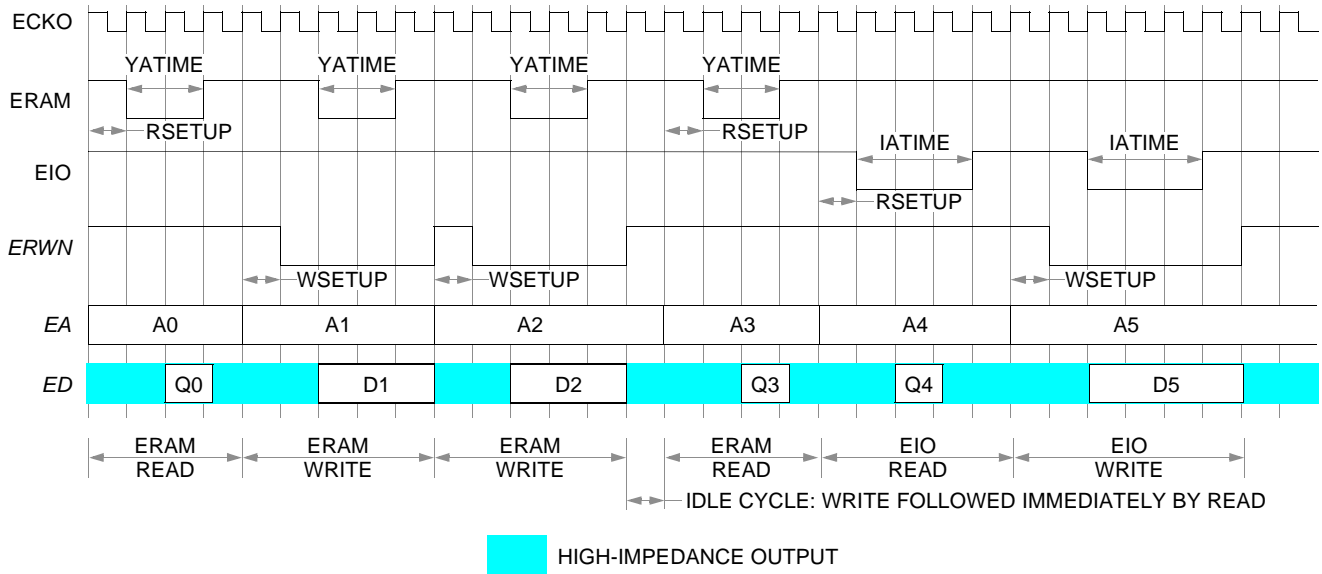 ECKO
YATIME YATIME YATIME YATIME
ERAM
RSETUP RSETUP
IATIME IATIME
EIO
RSETUP
ERWN
WSETUP WSETUP WSETUP
EA A0 A1 A2 A3 A4 A5
ED Q0 D1 D2 Q3 Q4 D5
ERAM ERAM ERAM ERAM EIO EIO
READ WRITE WRITE READ READ WRITE
IDLE CYCLE: WRITE FOLLOWED IMMEDIATELY BY READ
HIGH-IMPEDANCE OUTPUT